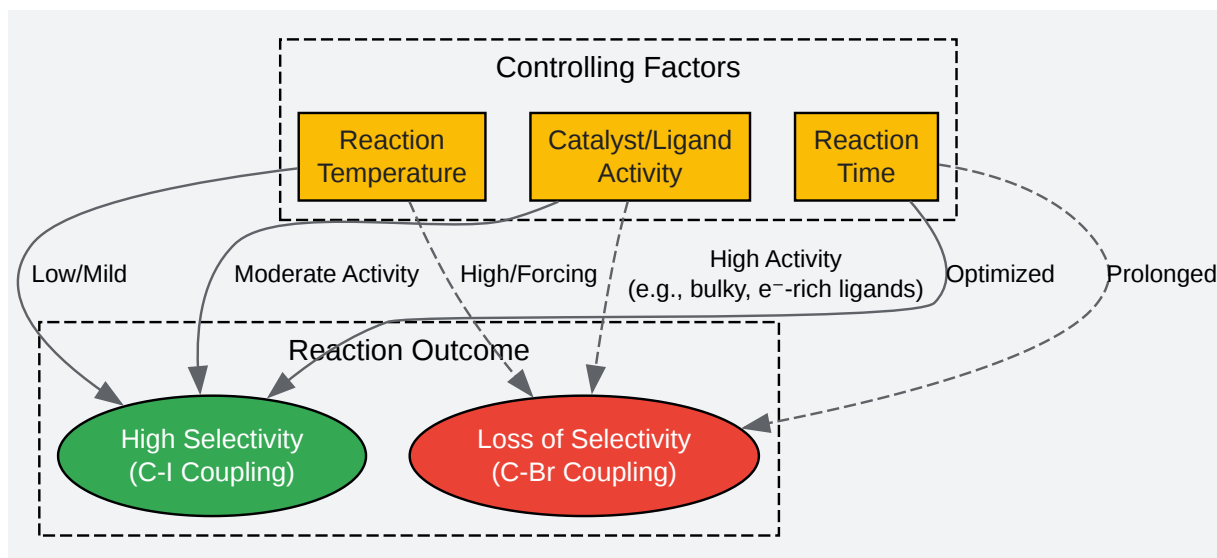 Controlling Factors
Reaction
Temperature
Catalyst/Ligand
Activity
Reaction
Time
Low/Mild
Moderate Activity
High/Forcing
High Activity
(e.g., bulky, e⁻-rich ligands)
Optimized
Prolonged
Reaction Outcome
High Selectivity
(C-I Coupling)
Loss of Selectivity
(C-Br Coupling)